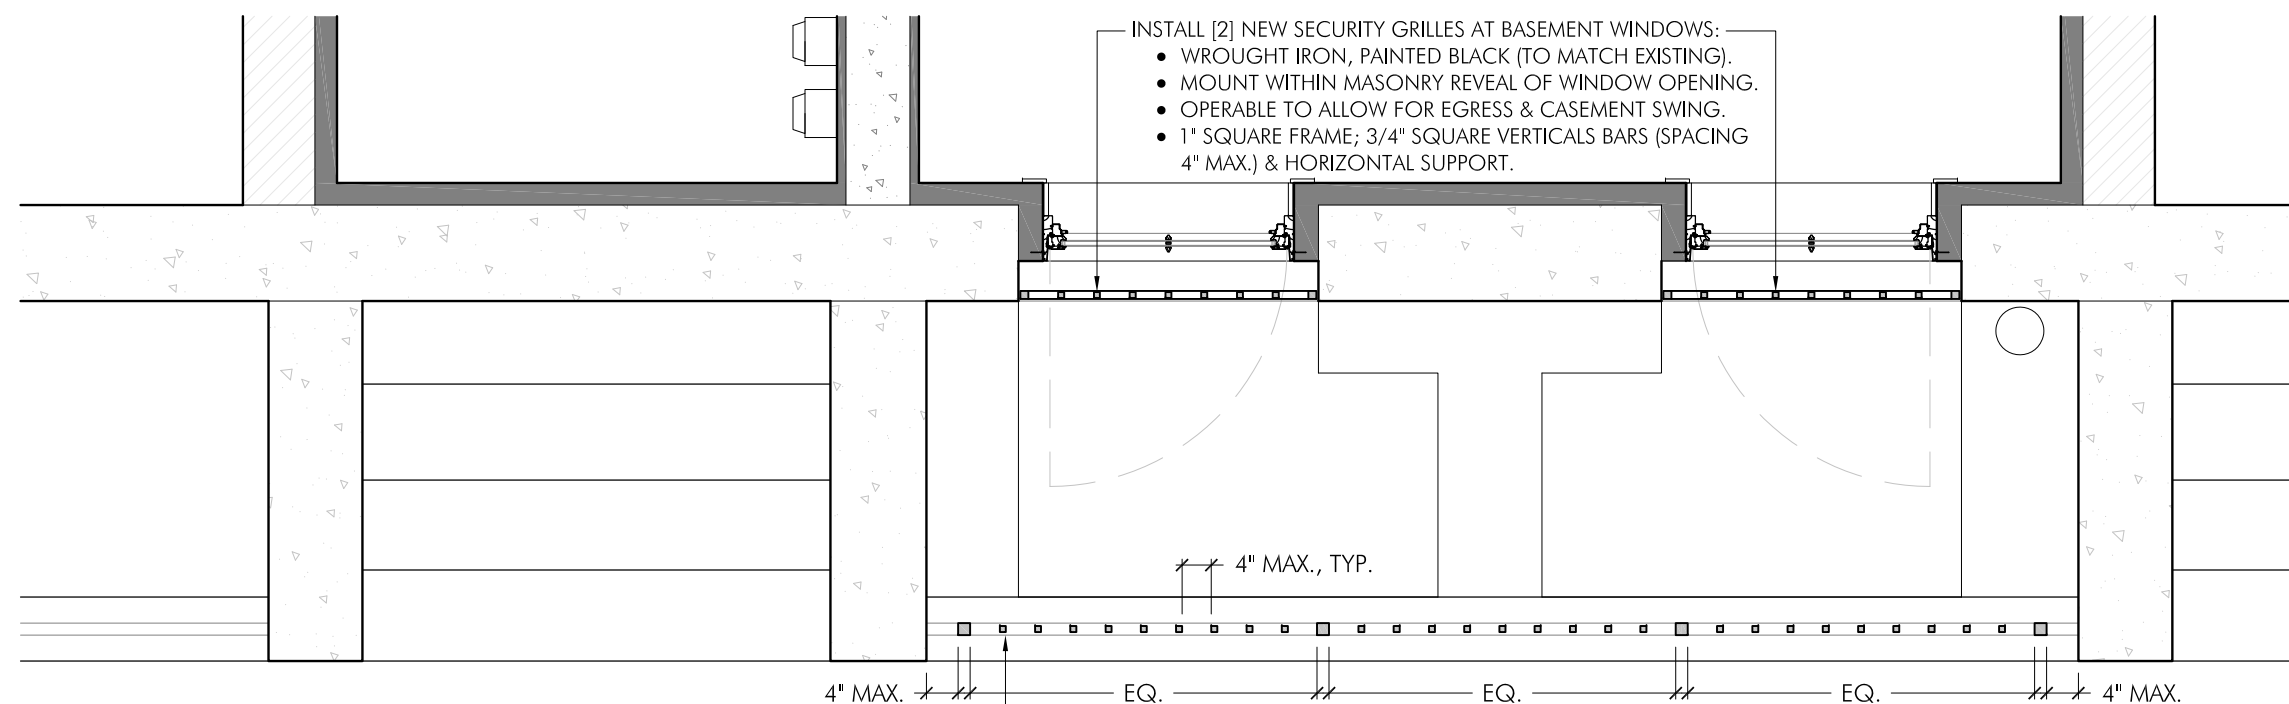 INSTALL [2] NEW SECURITY GRILLES AT BASEMENT WINDOWS:
• WROUGHT IRON, PAINTED BLACK (TO MATCH EXISTING).
• MOUNT WITHIN MASONRY REVEAL OF WINDOW OPENING.
• OPERABLE TO ALLOW FOR EGRESS & CASEMENT SWING.
• 1" SQUARE FRAME; 3/4" SQUARE VERTICALS BARS (SPACING
4" MAX.) & HORIZONTAL SUPPORT.
4" MAX., TYP.
4" MAX. EQ. EQ. EQ. 4" MAX.